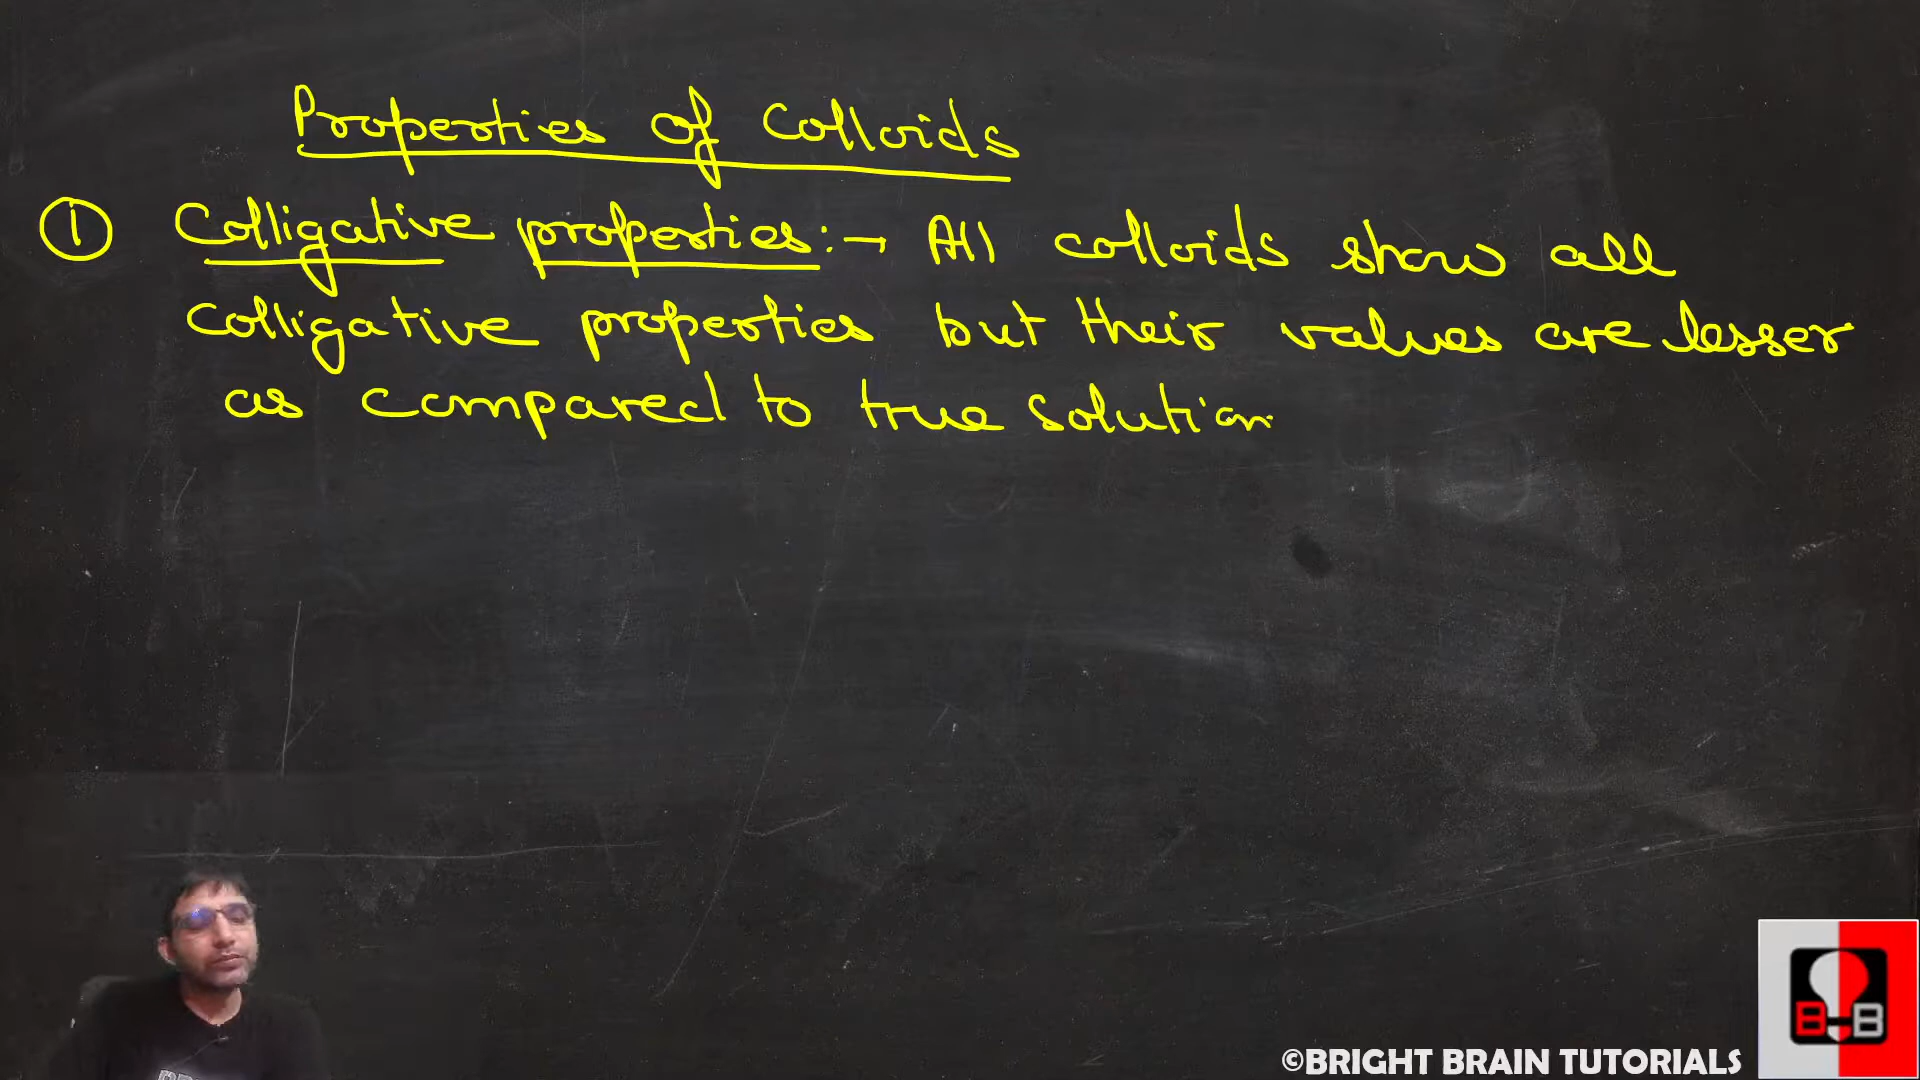 Properties of Colloids
① Colligative properties:→ All colloids show all
colligative properties but their values are lesser
as compared to true solution.
B B
©BRIGHT BRAIN TUTORIALS